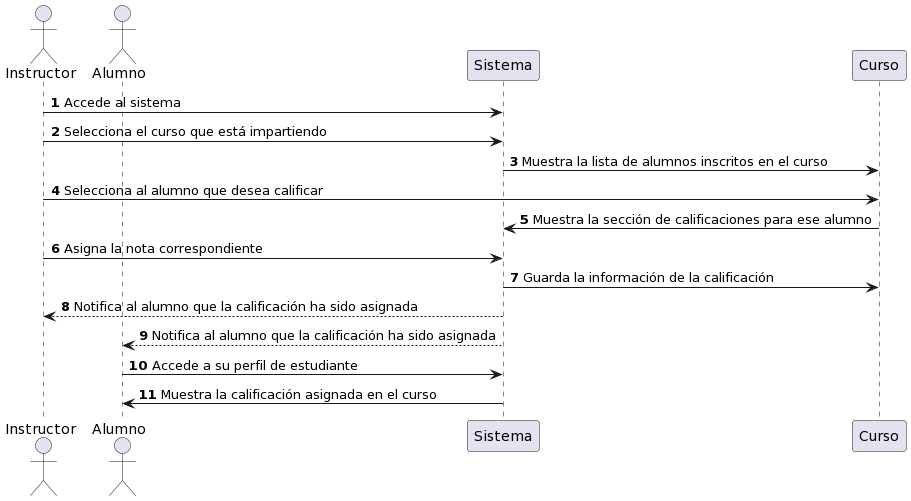 Instructor Alumno Sistema Curso
1 Accede al sistema
2 Selecciona el curso que está impartiendo
3 Muestra la lista de alumnos inscritos en el curso
4 Selecciona al alumno que desea calificar
5 Muestra la sección de calificaciones para ese alumno
6 Asigna la nota correspondiente
7 Guarda la información de la calificación
8 Notifica al alumno que la calificación ha sido asignada
9 Notifica al alumno que la calificación ha sido asignada
10 Accede a su perfil de estudiante
11 Muestra la calificación asignada en el curso
Instructor Alumno Sistema Curso